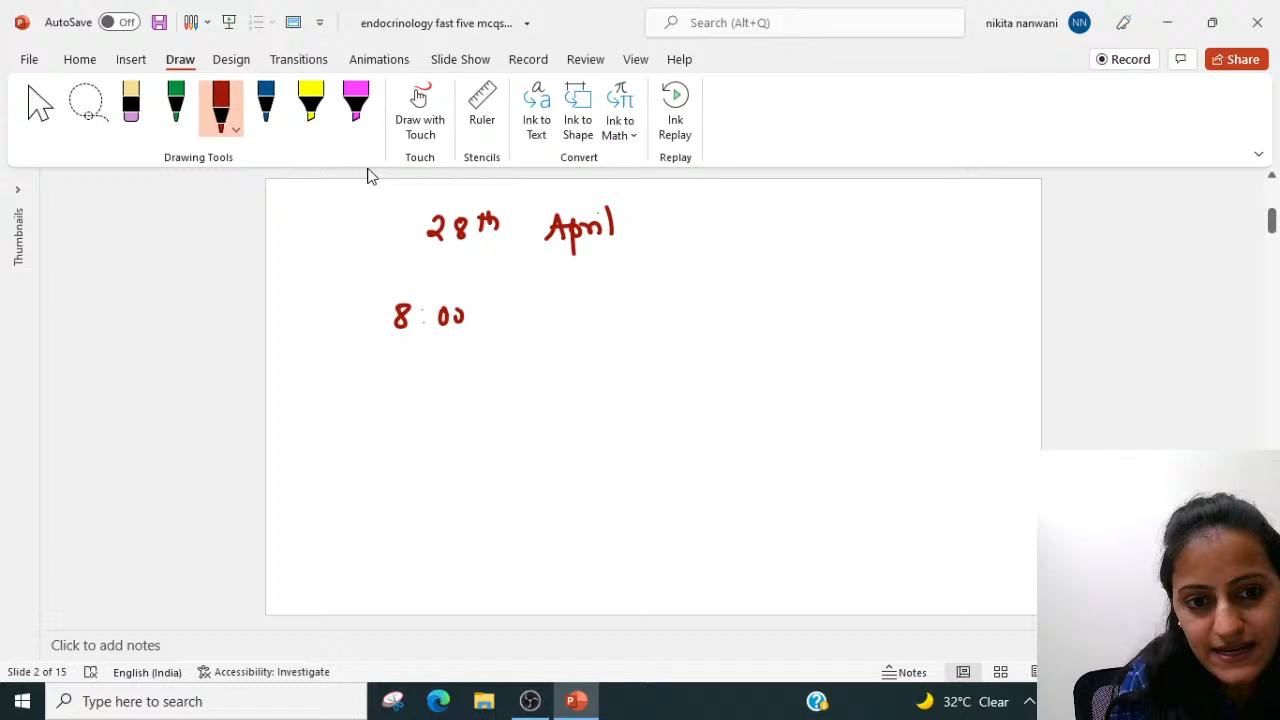 AutoSave Off endocrinology fast five mcqs... Search (Alt+Q) nikita nanwani NN
File Home Insert Draw Design Transitions Animations Slide Show Record Review View Help Record Share
Draw with Touch Ruler Ink to Text Ink to Shape Ink to Math Ink Replay
Drawing Tools Touch Stencils Convert Replay
Thumbnails
28th April
8:00
Click to add notes
Slide 2 of 15 English (India) Accessibility: Investigate Notes
Type here to search 32°C Clear